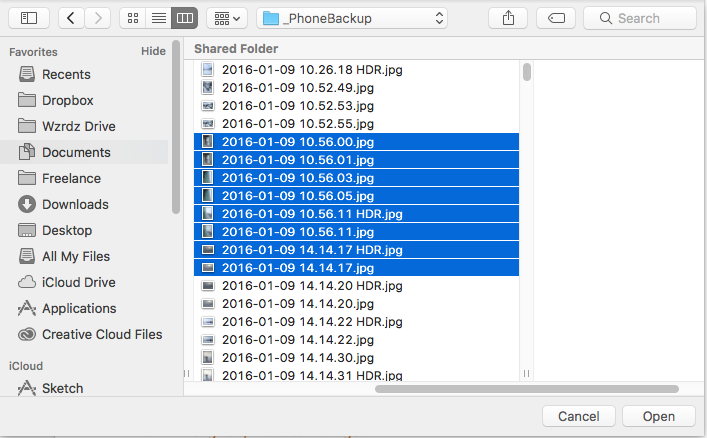 _PhoneBackup
Search
Favorites
Hide
Recents
Dropbox
Wzrdz Drive
Documents
Freelance
Downloads
Desktop
All My Files
iCloud Drive
Applications
Creative Cloud Files
iCloud
Sketch
Shared Folder
2016-01-09 10.26.18 HDR.jpg
2016-01-09 10.52.49.jpg
2016-01-09 10.52.53.jpg
2016-01-09 10.52.55.jpg
2016-01-09 10.56.00.jpg
2016-01-09 10.56.01.jpg
2016-01-09 10.56.03.jpg
2016-01-09 10.56.05.jpg
2016-01-09 10.56.11 HDR.jpg
2016-01-09 10.56.11.jpg
2016-01-09 14.14.17 HDR.jpg
2016-01-09 14.14.17.jpg
2016-01-09 14.14.20 HDR.jpg
2016-01-09 14.14.20.jpg
2016-01-09 14.14.22 HDR.jpg
2016-01-09 14.14.22.jpg
2016-01-09 14.14.30.jpg
2016-01-09 14.14.31 HDR.jpg
Cancel
Open